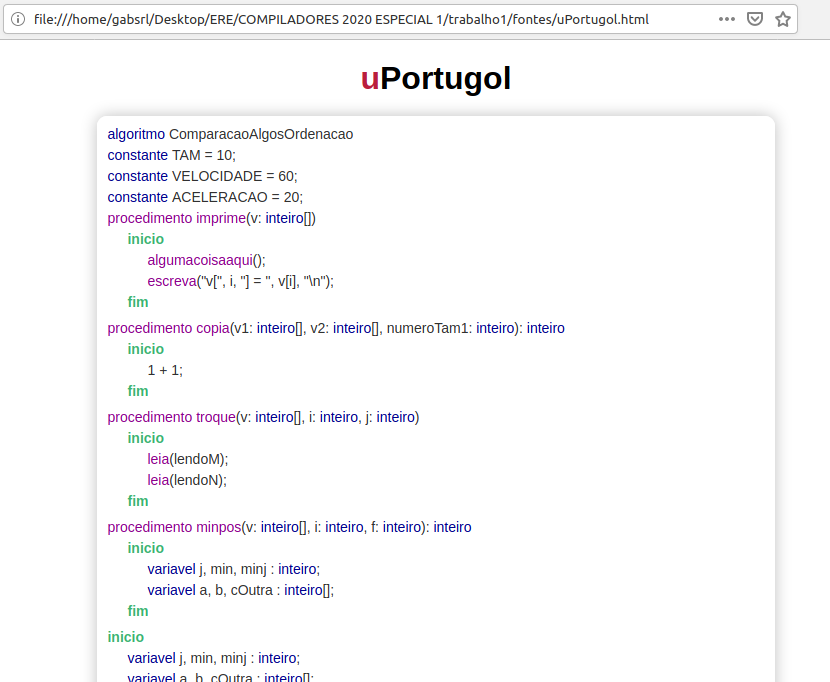 file:///home/gabsrl/Desktop/ERE/COMPILADORES 2020 ESPECIAL 1/trabalho1/fontes/uPortugol.html
uPortugol
algoritmo ComparacaoAlgosOrdenacao
constante TAM = 10;
constante VELOCIDADE = 60;
constante ACELERACAO = 20;
procedimento imprime(v: inteiro[])
inicio
algumacoisaaqui();
escreva("v[", i, "] = ", v[i], "\n");
fim
procedimento copia(v1: inteiro[], v2: inteiro[], numeroTam1: inteiro): inteiro
inicio
1 + 1;
fim
procedimento troque(v: inteiro[], i: inteiro, j: inteiro)
inicio
leia(lendoM);
leia(lendoN);
fim
procedimento minpos(v: inteiro[], i: inteiro, f: inteiro): inteiro
inicio
variavel j, min, minj : inteiro;
variavel a, b, cOutra : inteiro[];
fim
inicio
variavel j, min, minj : inteiro;
variavel a, b, cOutra : inteiro[];